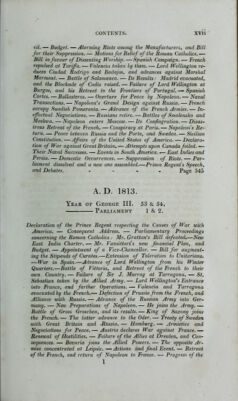 CONTENTS. XVii
cil. — Budget. — Alarming Riots among the Manufacturers, and Bill
for their Suppression. — Motions for Relief of the Roman Catholics. —
Bill in favour of Dissenting Worship. — Spanish Campaign. — French
repulsed at Tariffa. — Valencia taken by them. — Lord Wellington re-
duces Ciudad Rodrigo and Badajoz, and advances against Marshal
Marmont. — Battle of Salamanca. — Its Results: Madrid evacuated,
and the Blockade of Cadiz raised. — Failure of Lord Wellington at
Burgos, and his Retreat to the Frontiers of Portugal. — Spanish
Cortes. — Ballasteros. — Overture for Peace by Napoleon. — Naval
Transactions. — Napoleon's Grand Design against Russia. — French
occupy Swedish Pomerania. — Advance of the French Armies. — In-
effectual Negociations. — Russians retire. — Battles of Smolensko and
Moskwa. — Napoleon enters Moscow. — Its Conflagration. — Disas-
trous Retreat of the French. — Conspiracy at Paris. — Napoleon's Re-
turn. — Peace between Russia and the Porte, and Sweden. — Sicilian
Constitution. — Affairs of the United States of America. — Declara-
tion of War against Great Britain. — Attempts upon Canada foiled. —
Their Naval Successes. — Events in South America. — East Indies and
Persia. — Domestic Occurrences. — Suppression of Riots. — Par-
liament dissolved and a new one assembled. — Prince Regent's Speech,
and Debates. - - - - Page 345
A. D. 1813.
YEAR OF GEORGE III. 53 & 54.
—— PARLIAMENT 1 & 2.
Declaration of the Prince Regent respecting the Causes of War with
America. — Consequent Address. — Parliamentary Proceedings
concerning the Roman Catholics. Mr. Grattan's Bill defeated. — New
East India Charter. — Mr. Vansittart's new financial Plan, and
Budget. — Appointment of a Vice-Chancellor. — Bill for augment-
ing the Stipends of Curates. — Extension of Toleration to Unitarians.
— War in Spain. — Advance of Lord Wellington from his Winter
Quarters. — Battle of Vittoria, and Retreat of the French to their
own Country. — Failure of Sir J. Murray at Tarragona. — St.
Sebastian taken by the Allied Army. — Lord Wellington's Entrance
into France, and further Operations. — Valencia and Tarragona
evacuated by the French. — Defection of Prussia from the French, and
Alliance with Russia. — Advance of the Russian Army into Ger-
many. — New Preparations of Napoleon. — He joins the Army. —
Battle of Gross Groschen, and its results. — King of Saxony joins
the French. — The latter advance to the Oder. — Treaty of Sweden
with Great Britain and Russia. — Hamburg. — Armistice and
Negociations for Peace. — Austria declares War against France. —
Renewal of Hostilities. — Failure of the Allies at Dresden, and Con-
sequences. — Bavaria joins the Allied Powers. — The opposite Ar-
mies concentrated at Leipsic. — Actions and final Event. — Retreat
of the French, and return of Napoleon to France. — Progress of the
1